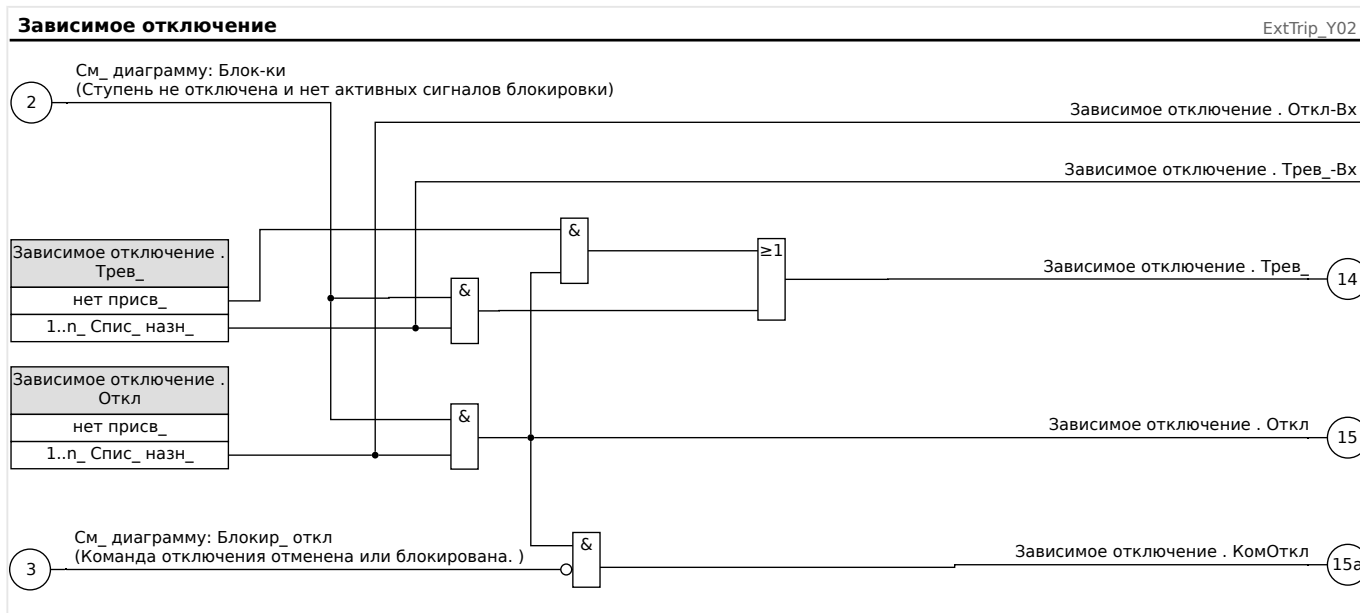 Зависимое отключение
ExtTrip_Y02
См_ диаграмму: Блок-ки
(Ступень не отключена и нет активных сигналов блокировки)
2
Зависимое отключение . Откл-Вх
Зависимое отключение . Трев_-Вх
&
≥1
Зависимое отключение .
Трев_
нет присв_
1..n_ Спис_ назн_
&
Зависимое отключение . Трев_
14
Зависимое отключение .
Откл
нет присв_
1..n_ Спис_ назн_
&
Зависимое отключение . Откл
15
См_ диаграмму: Блокир_ откл
(Команда отключения отменена или блокирована. )
3
&
Зависимое отключение . КомОткл
15a